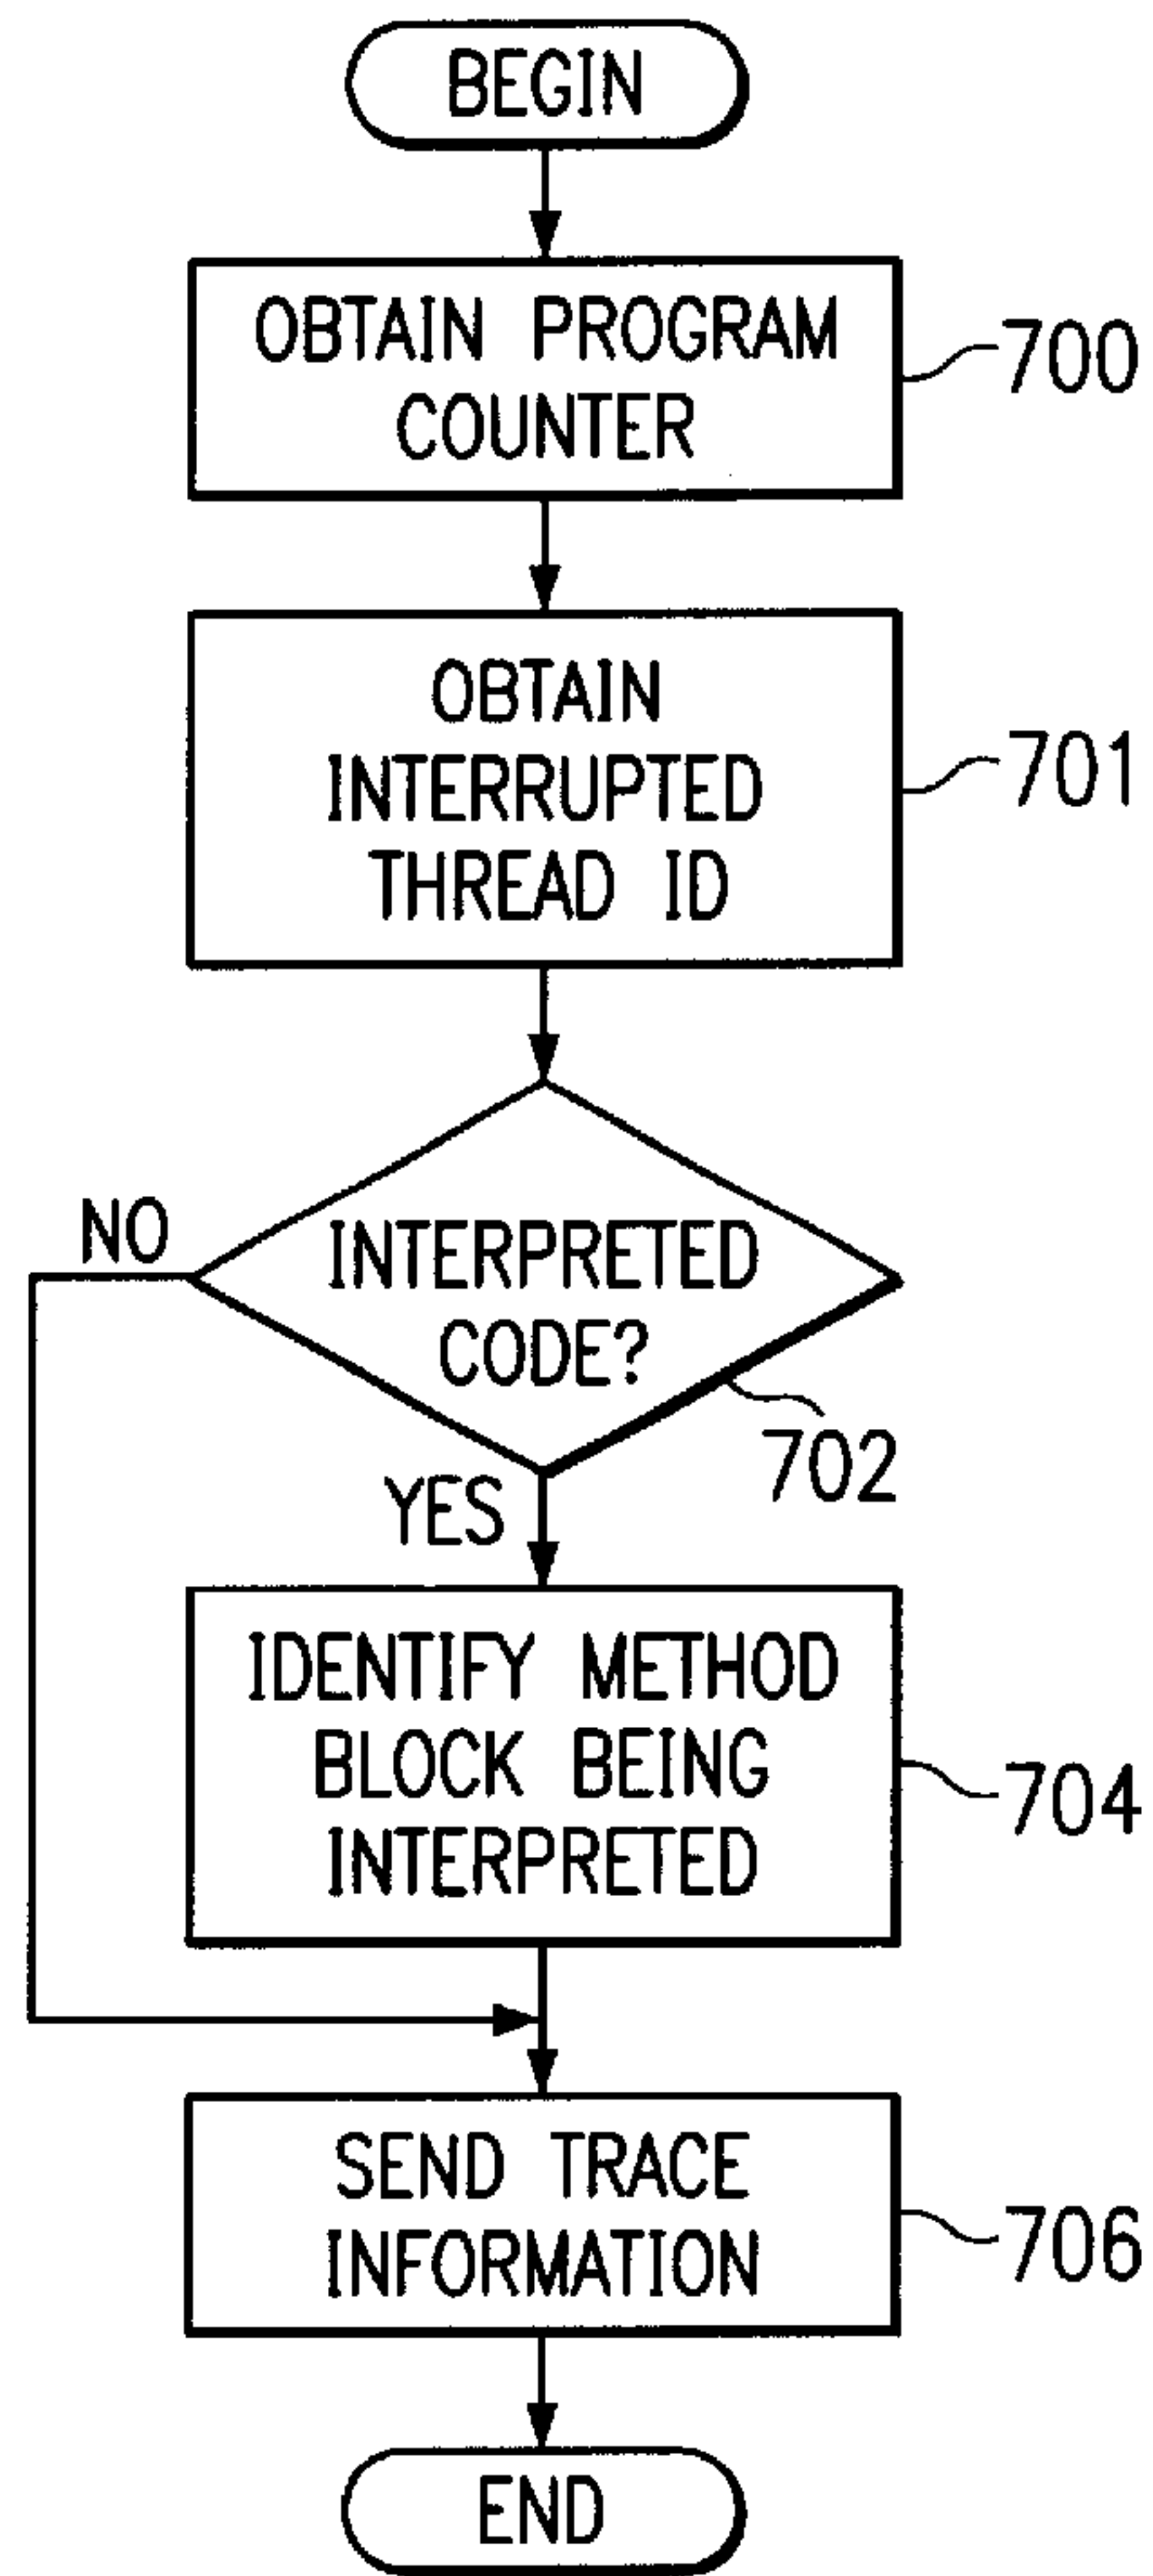 BEGIN
OBTAIN PROGRAM
COUNTER
700
OBTAIN
INTERRUPTED
THREAD ID
701
NO
INTERPRETED
CODE?
702
YES
IDENTIFY METHOD
BLOCK BEING
INTERPRETED
704
SEND TRACE
INFORMATION
706
END